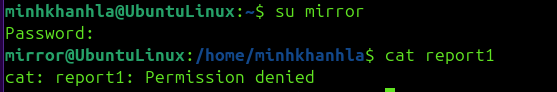 minhkhanhla@UbuntuLinux:~$ su mirror
Password:
mirror@UbuntuLinux:/home/minhkhanhla$ cat report1
cat: report1: Permission denied